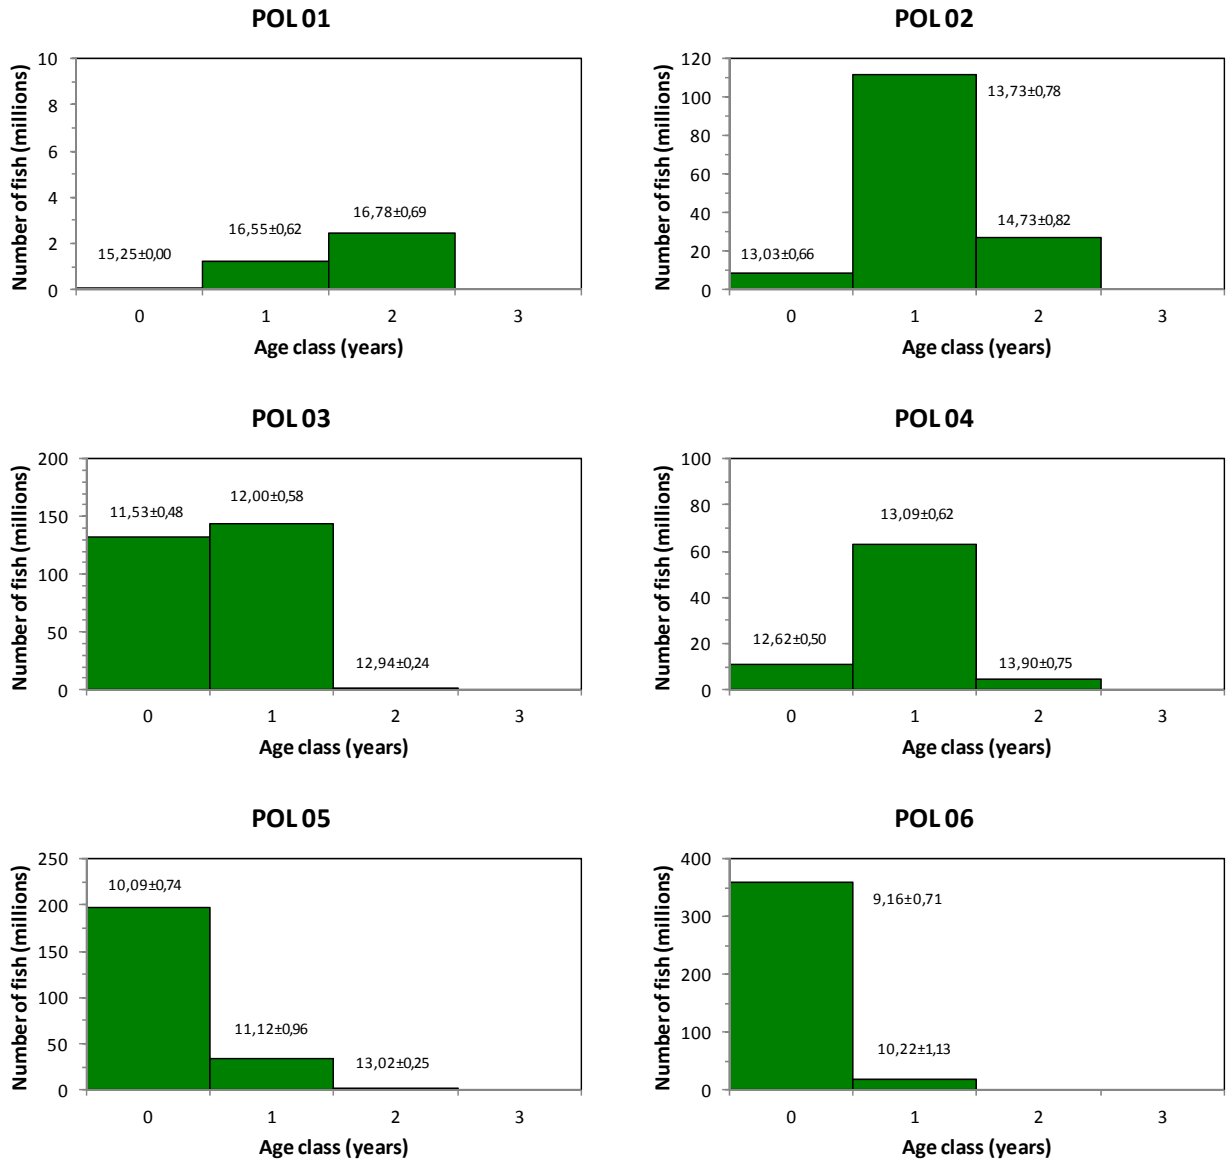 POL 01
10
8
6
4
2
0
Number of fish (millions)
15,25±0,00
16,55±0,62
16,78±0,69
0 1 2 3
Age class (years)
POL 02
120
100
80
60
40
20
0
Number of fish (millions)
13,03±0,66
13,73±0,78
14,73±0,82
0 1 2 3
Age class (years)
POL 03
200
150
100
50
0
Number of fish (millions)
11,53±0,48
12,00±0,58
12,94±0,24
0 1 2 3
Age class (years)
POL 04
100
80
60
40
20
0
Number of fish (millions)
12,62±0,50
13,09±0,62
13,90±0,75
0 1 2 3
Age class (years)
POL 05
250
200
150
100
50
0
Number of fish (millions)
10,09±0,74
11,12±0,96
13,02±0,25
0 1 2 3
Age class (years)
POL 06
400
300
200
100
0
Number of fish (millions)
9,16±0,71
10,22±1,13
0 1 2 3
Age class (years)